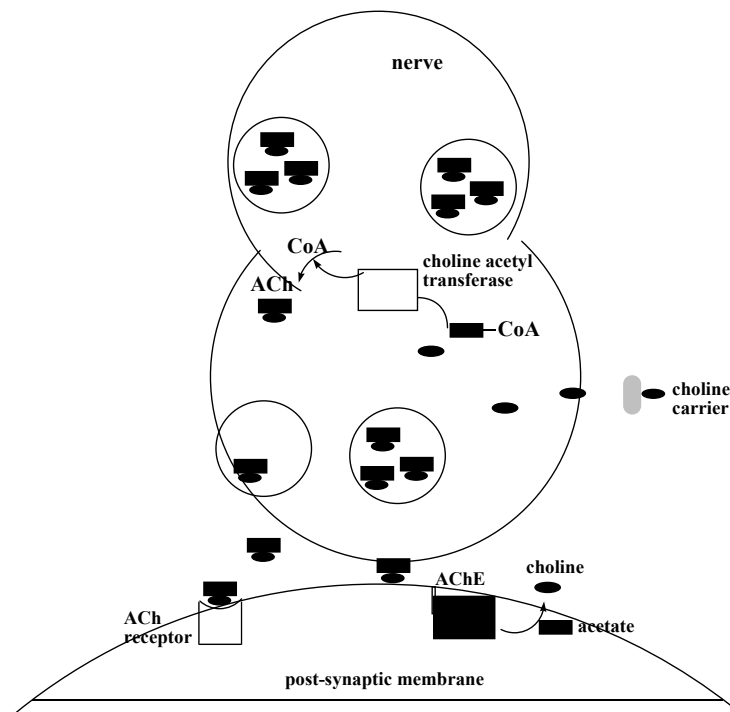 nerve
CoA
choline acetyl
transferase
ACh
CoA
choline
carrier
choline
AChE
ACh
receptor
acetate
post-synaptic membrane